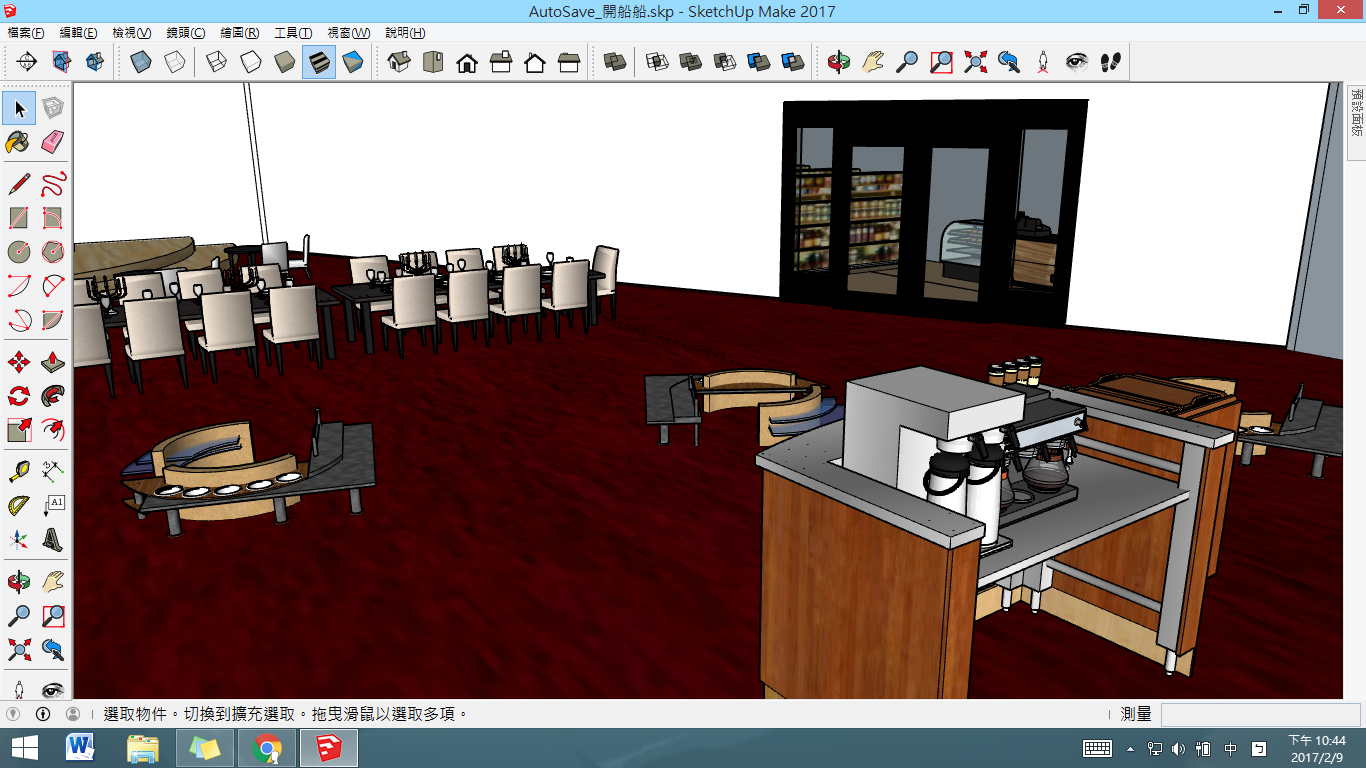 AutoSave_開船船.skp - SketchUp Make 2017
檔案(F) 編輯(E) 檢視(V) 鏡頭(C) 繪圖(R) 工具(T) 視窗(W) 說明(H)
預設面板
A1
選取物件。切換到擴充選取。拖曳滑鼠以選取多項。
測量
中
下午 10:44
2017/2/9